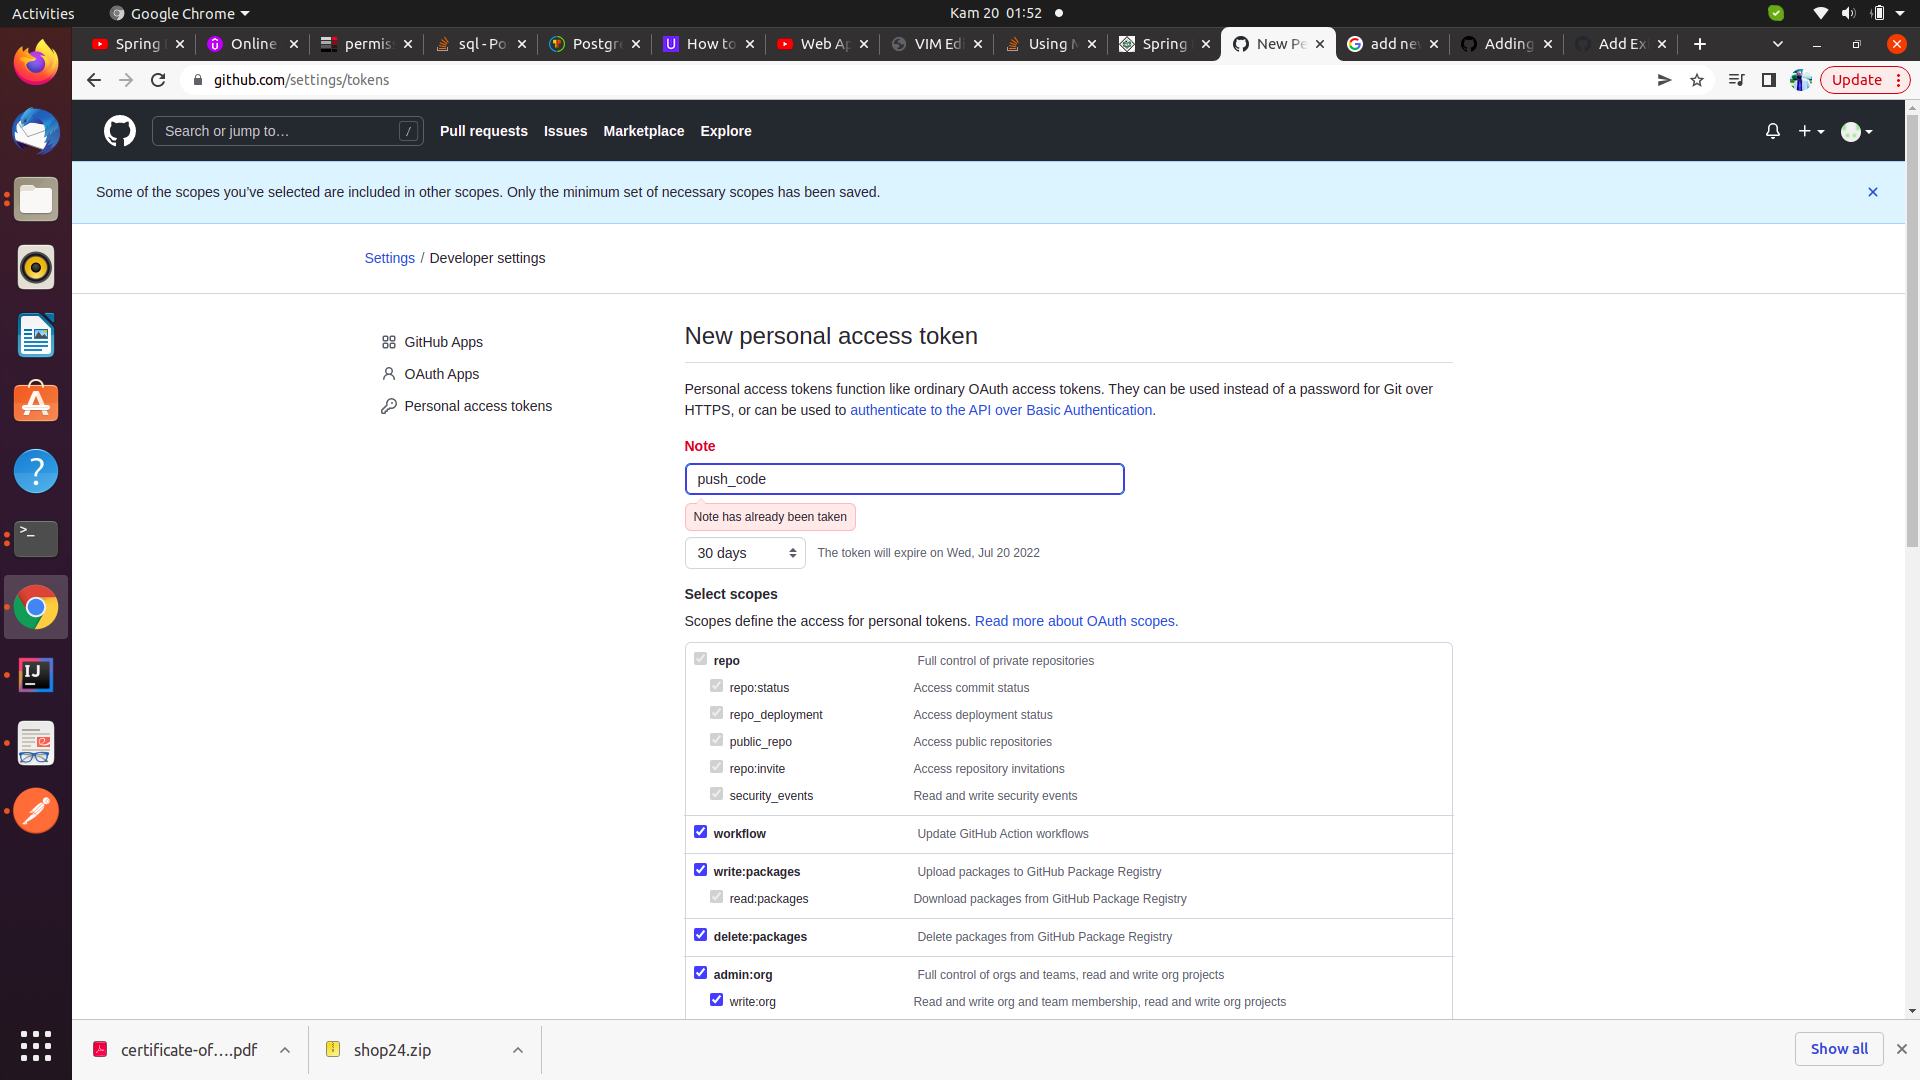 Activities
Google Chrome
Kam 20 01:52
Spring
Online
permis
sql - Po
Postgre
How to
Web Ap
VIM Edi
Using M
Spring
New Pe
add nev
Adding
Add Ex
github.com/settings/tokens
Update
Search or jump to…
/
Pull requests
Issues
Marketplace
Explore
Some of the scopes you’ve selected are included in other scopes. Only the minimum set of necessary scopes has been saved.
Settings / Developer settings
GitHub Apps
OAuth Apps
Personal access tokens
New personal access token
Personal access tokens function like ordinary OAuth access tokens. They can be used instead of a password for Git over
HTTPS, or can be used to authenticate to the API over Basic Authentication.
Note
push_code
Note has already been taken
30 days
The token will expire on Wed, Jul 20 2022
Select scopes
Scopes define the access for personal tokens. Read more about OAuth scopes.
repo Full control of private repositories
repo:status Access commit status
repo_deployment Access deployment status
public_repo Access public repositories
repo:invite Access repository invitations
security_events Read and write security events
workflow Update GitHub Action workflows
write:packages Upload packages to GitHub Package Registry
read:packages Download packages from GitHub Package Registry
delete:packages Delete packages from GitHub Package Registry
admin:org Full control of orgs and teams, read and write org projects
write:org Read and write org and team membership, read and write org projects
certificate-of....pdf
shop24.zip
Show all